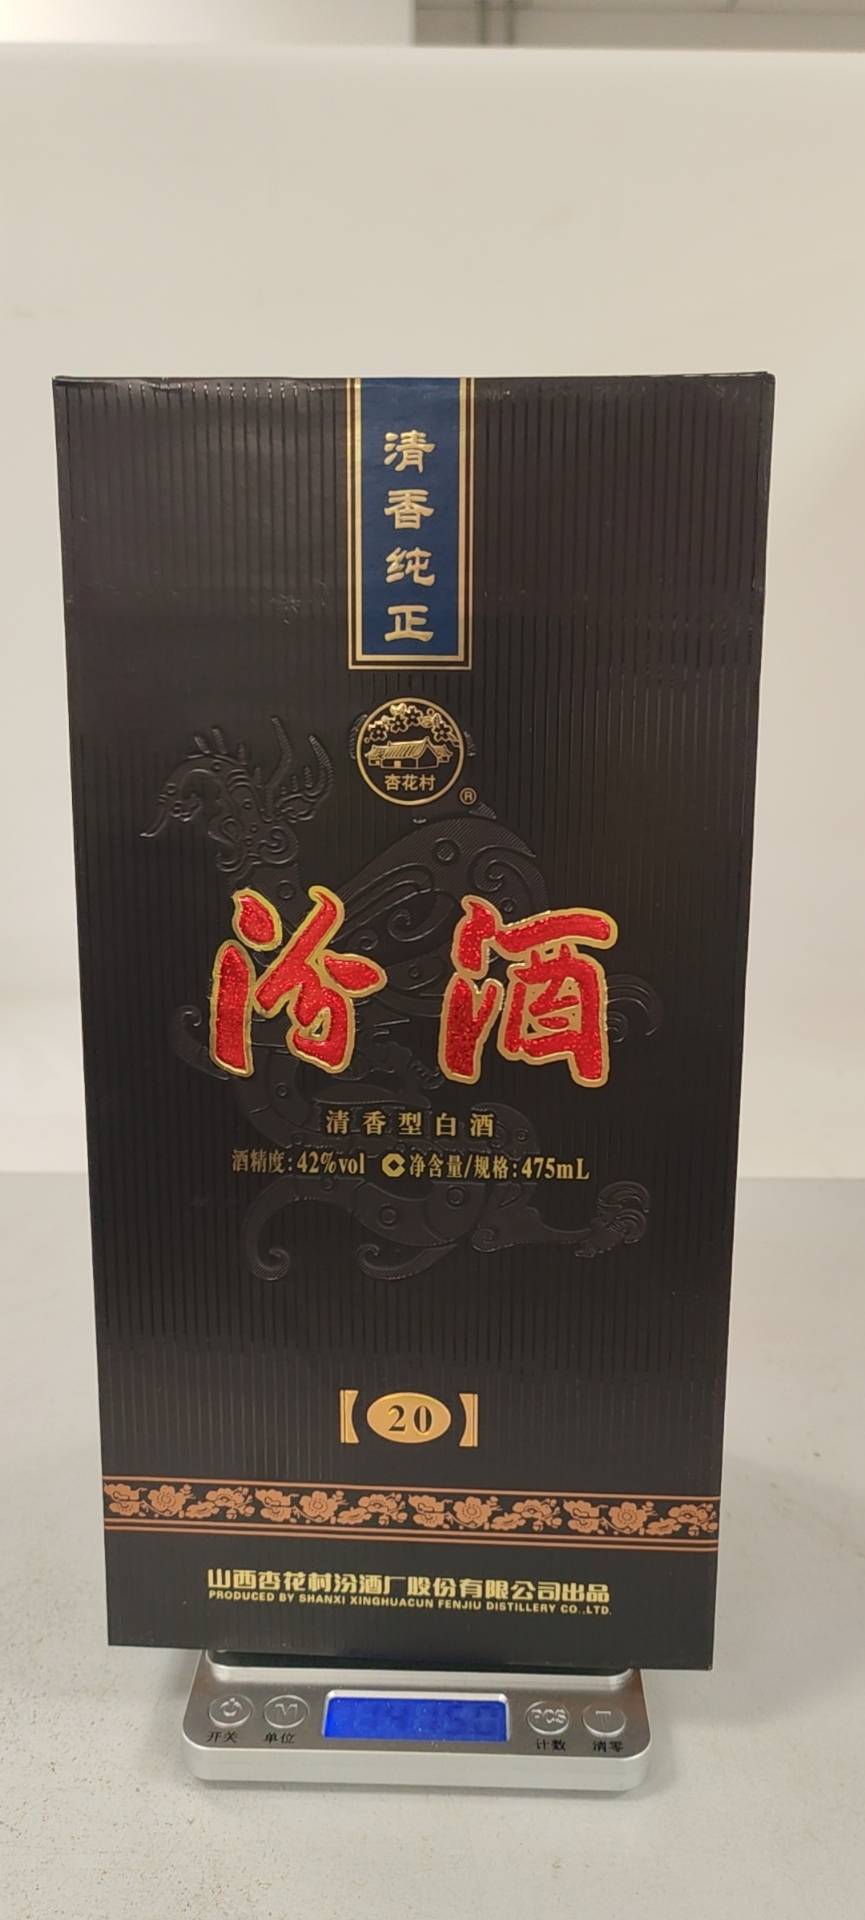 清香纯正
杏花村
®
汾酒
清香型白酒
酒精度:42%vol 净含量/规格:475mL
【20】
山西杏花村汾酒厂股份有限公司出品
PRODUCED BY SHANXI XINGHUACUN FENJIU DISTILLERY CO.,LTD.
M PCS T
开关 单位 计数 清零